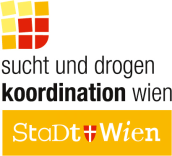 sucht und drogen
koordination wien
StaDt Wien